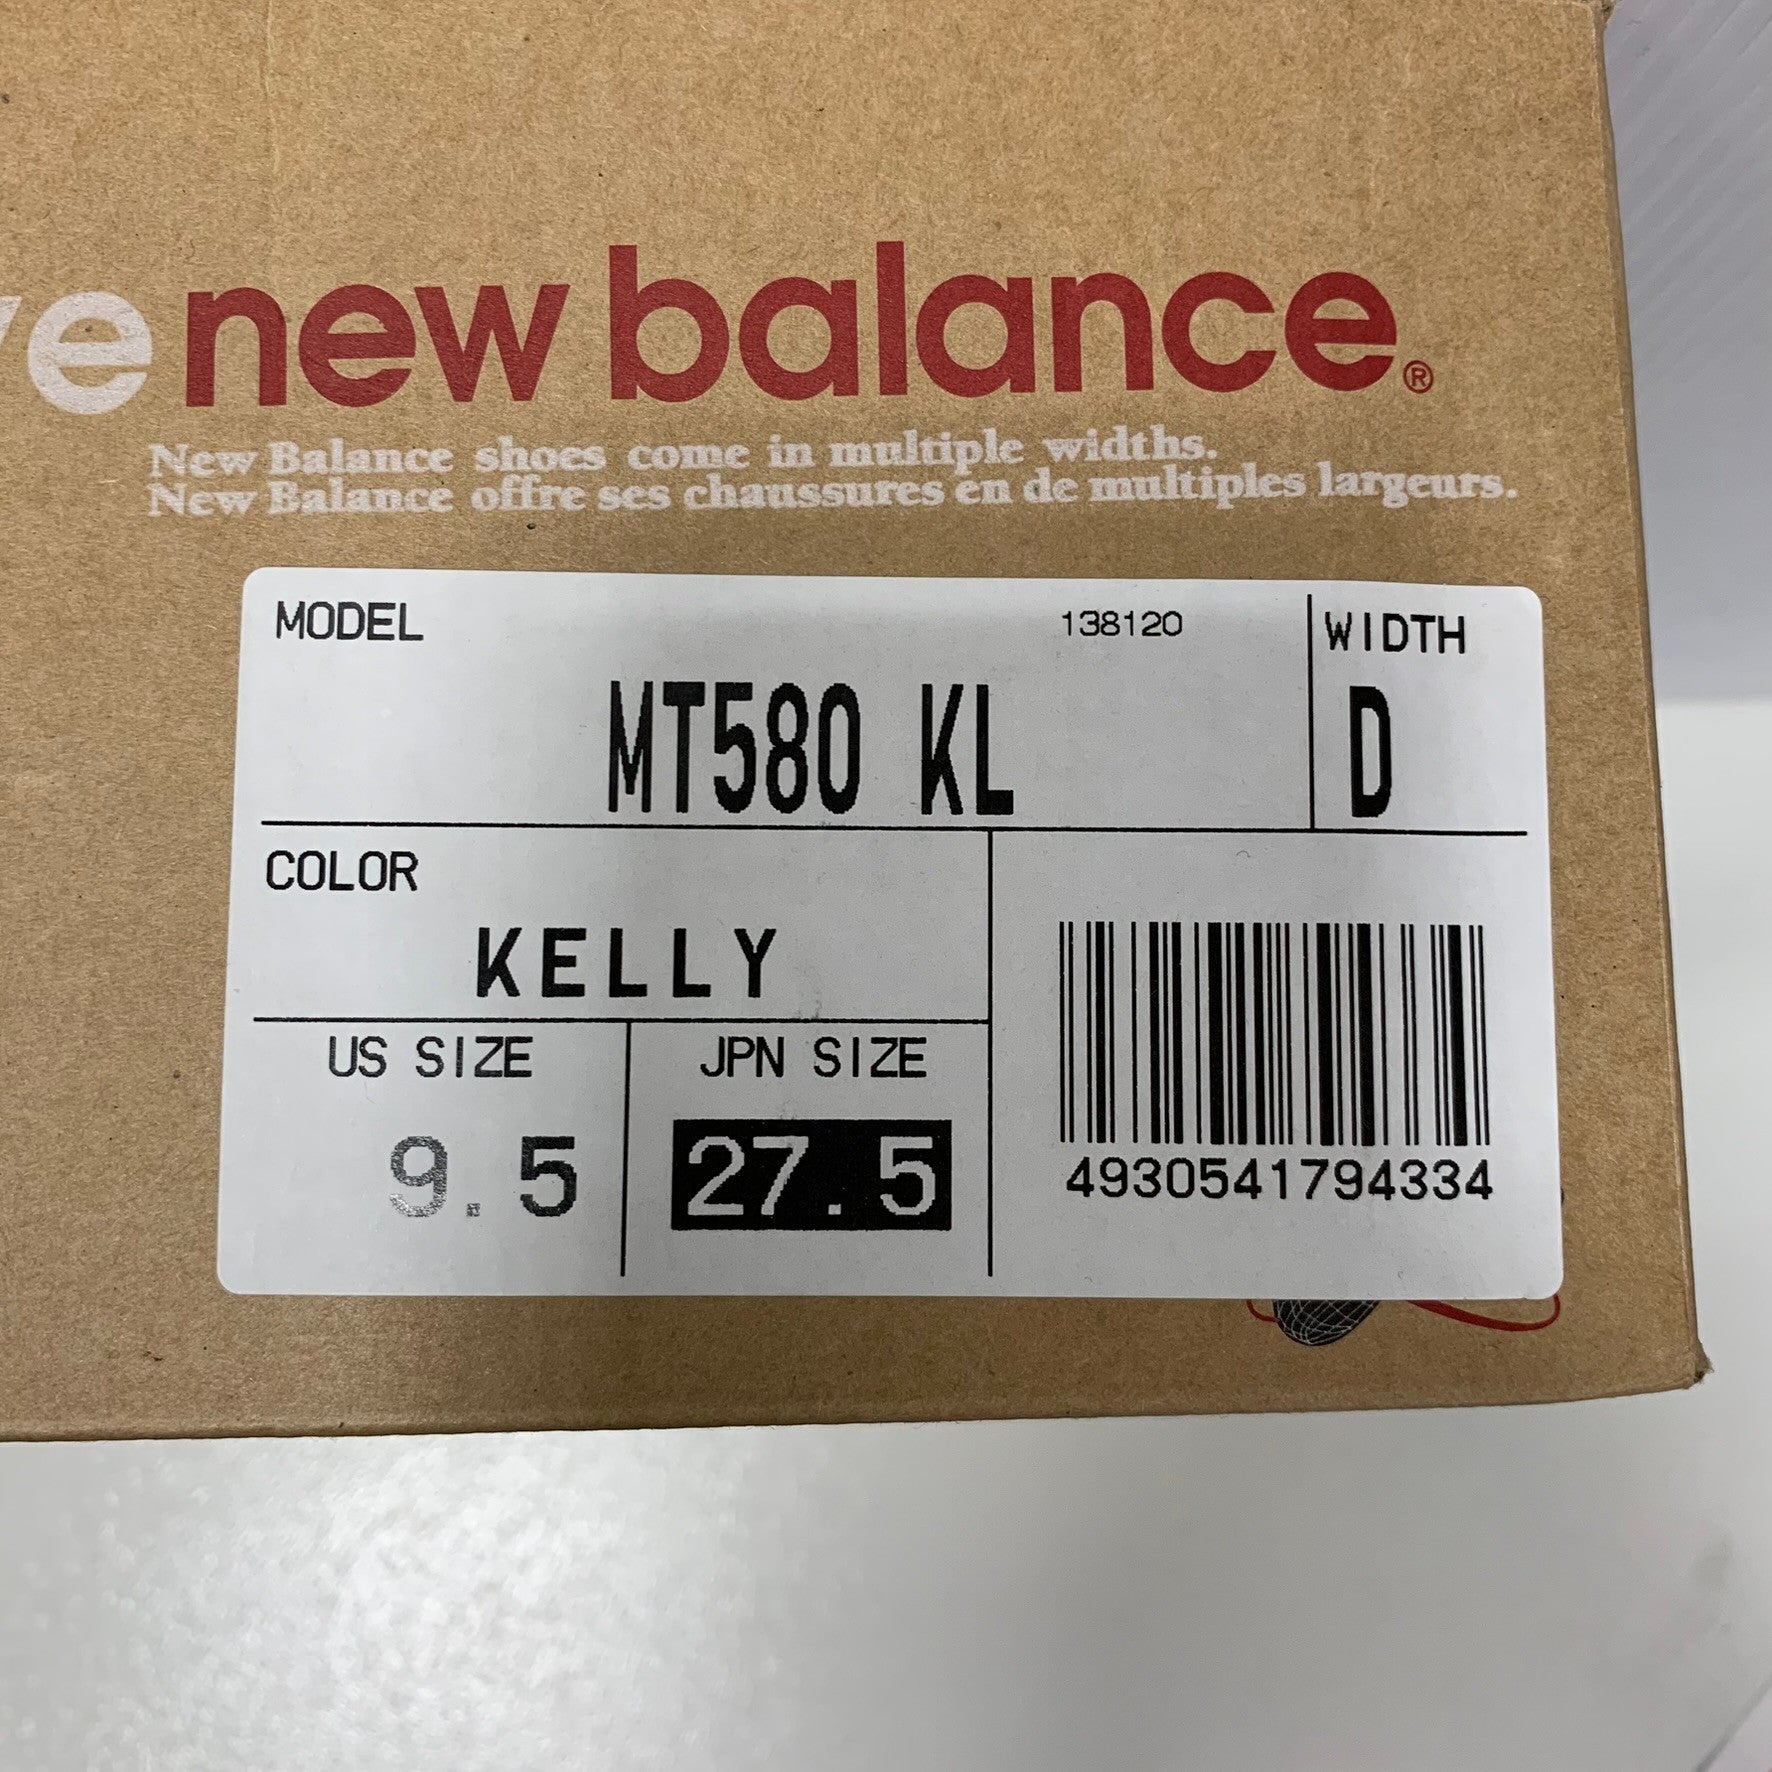 new balance®
New Balance shoes come in multiple widths.
New Balance offre ses chaussures en de multiples largeurs.
MODEL 138120 WIDTH
MT580 KL D
COLOR
KELLY
US SIZE JPN SIZE
9.5 27.5
4930541794334